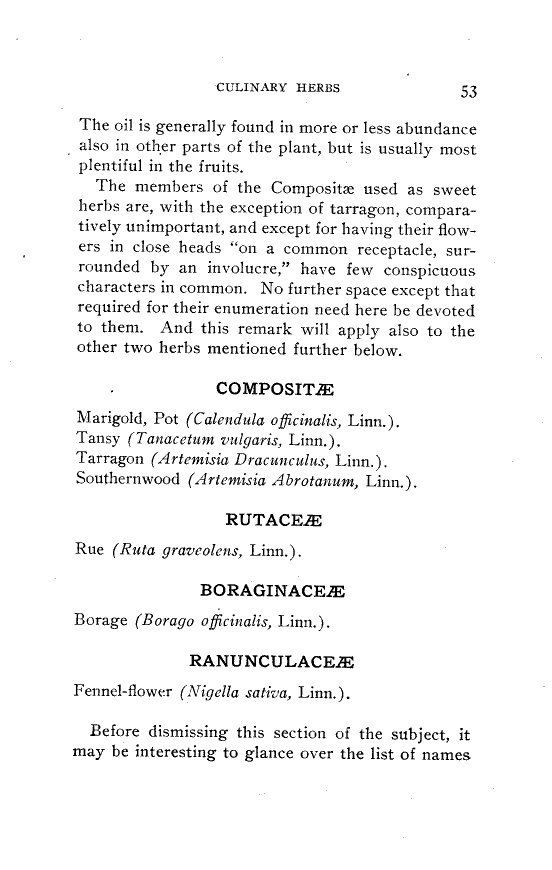 CULINARY HERBS 53
The oil is generally found in more or less abundance
also in other parts of the plant, but is usually most
plentiful in the fruits.
The members of the Compositæ used as sweet
herbs are, with the exception of tarragon, compara-
tively unimportant, and except for having their flow-
ers in close heads "on a common receptacle, sur-
rounded by an involucre," have few conspicuous
characters in common. No further space except that
required for their enumeration need here be devoted
to them. And this remark will apply also to the
other two herbs mentioned further below.
COMPOSITÆ
Marigold, Pot (Calendula officinalis, Linn.).
Tansy (Tanacetum vulgaris, Linn.).
Tarragon (Artemisia Dracunculus, Linn.).
Southernwood (Artemisia Abrotanum, Linn.).
RUTACEÆ
Rue (Ruta graveolens, Linn.).
BORAGINACEÆ
Borage (Borago officinalis, Linn.).
RANUNCULACEÆ
Fennel-flower (Nigella sativa, Linn.).
Before dismissing this section of the subject, it
may be interesting to glance over the list of names